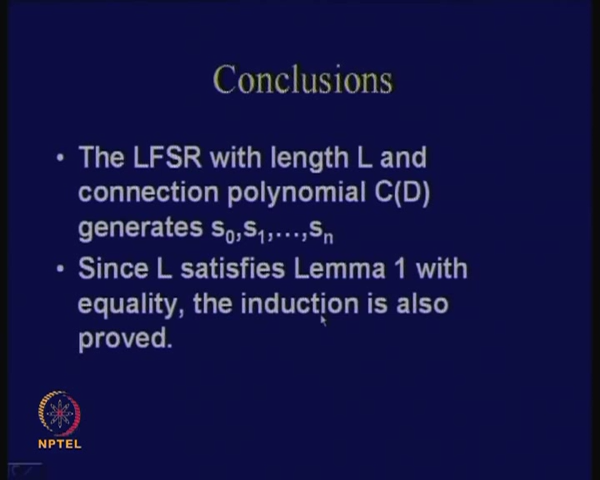 Conclusions
• The LFSR with length L and
connection polynomial C(D)
generates s₀,s₁,…,sₙ
• Since L satisfies Lemma 1 with
equality, the induction is also
proved.
NPTEL